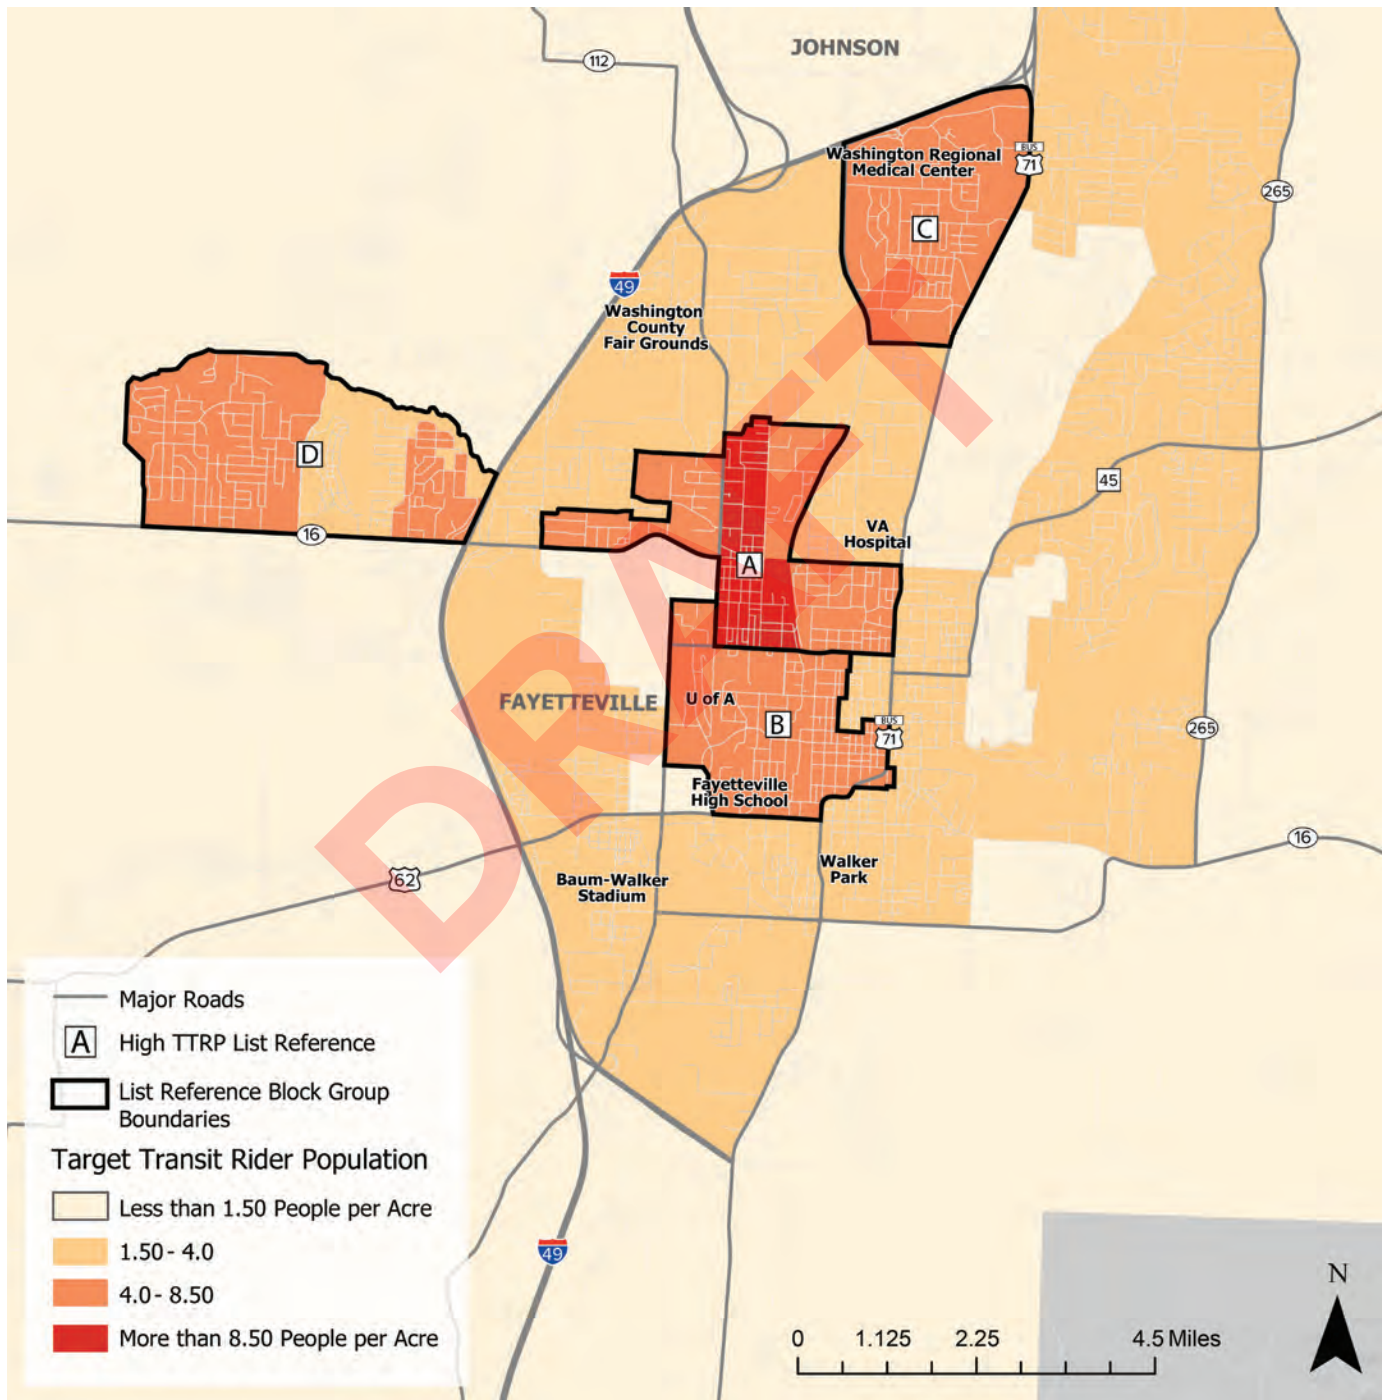 JOHNSON
112
Washington Regional
Medical Center
BUS
71
265
C
49
Washington
County
Fair Grounds
D
45
16
VA
Hospital
A
FAYETTEVILLE
U of A
B
BUS
71
265
Fayetteville
High School
16
Walker
Park
62
Baum-Walker
Stadium
DRAFT
Major Roads
A High TTRP List Reference
List Reference Block Group
Boundaries
Target Transit Rider Population
Less than 1.50 People per Acre
1.50 - 4.0
4.0 - 8.50
More than 8.50 People per Acre
49
N
0 1.125 2.25 4.5 Miles